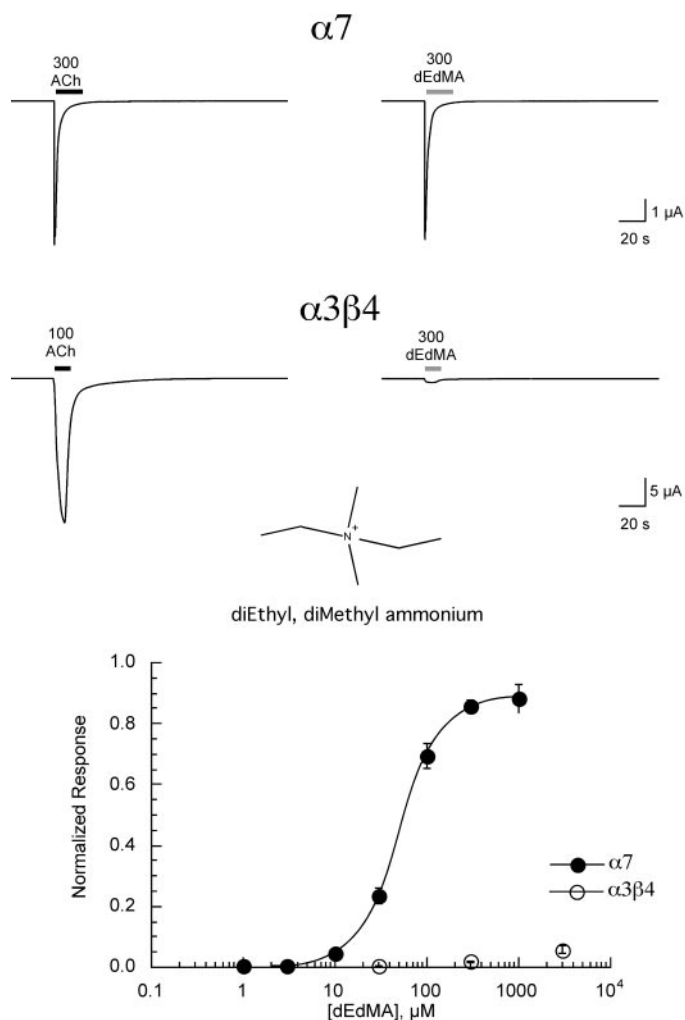 α7
300
ACh
300
dEdMA
1 µA
20 s
α3β4
100
ACh
300
dEdMA
5 µA
20 s
N+
diEthyl, diMethyl ammonium
1.0
0.8
0.6
0.4
0.2
0.0
Normalized Response
α7
α3β4
0.1 1 10 100 1000 10⁴
[dEdMA], µM